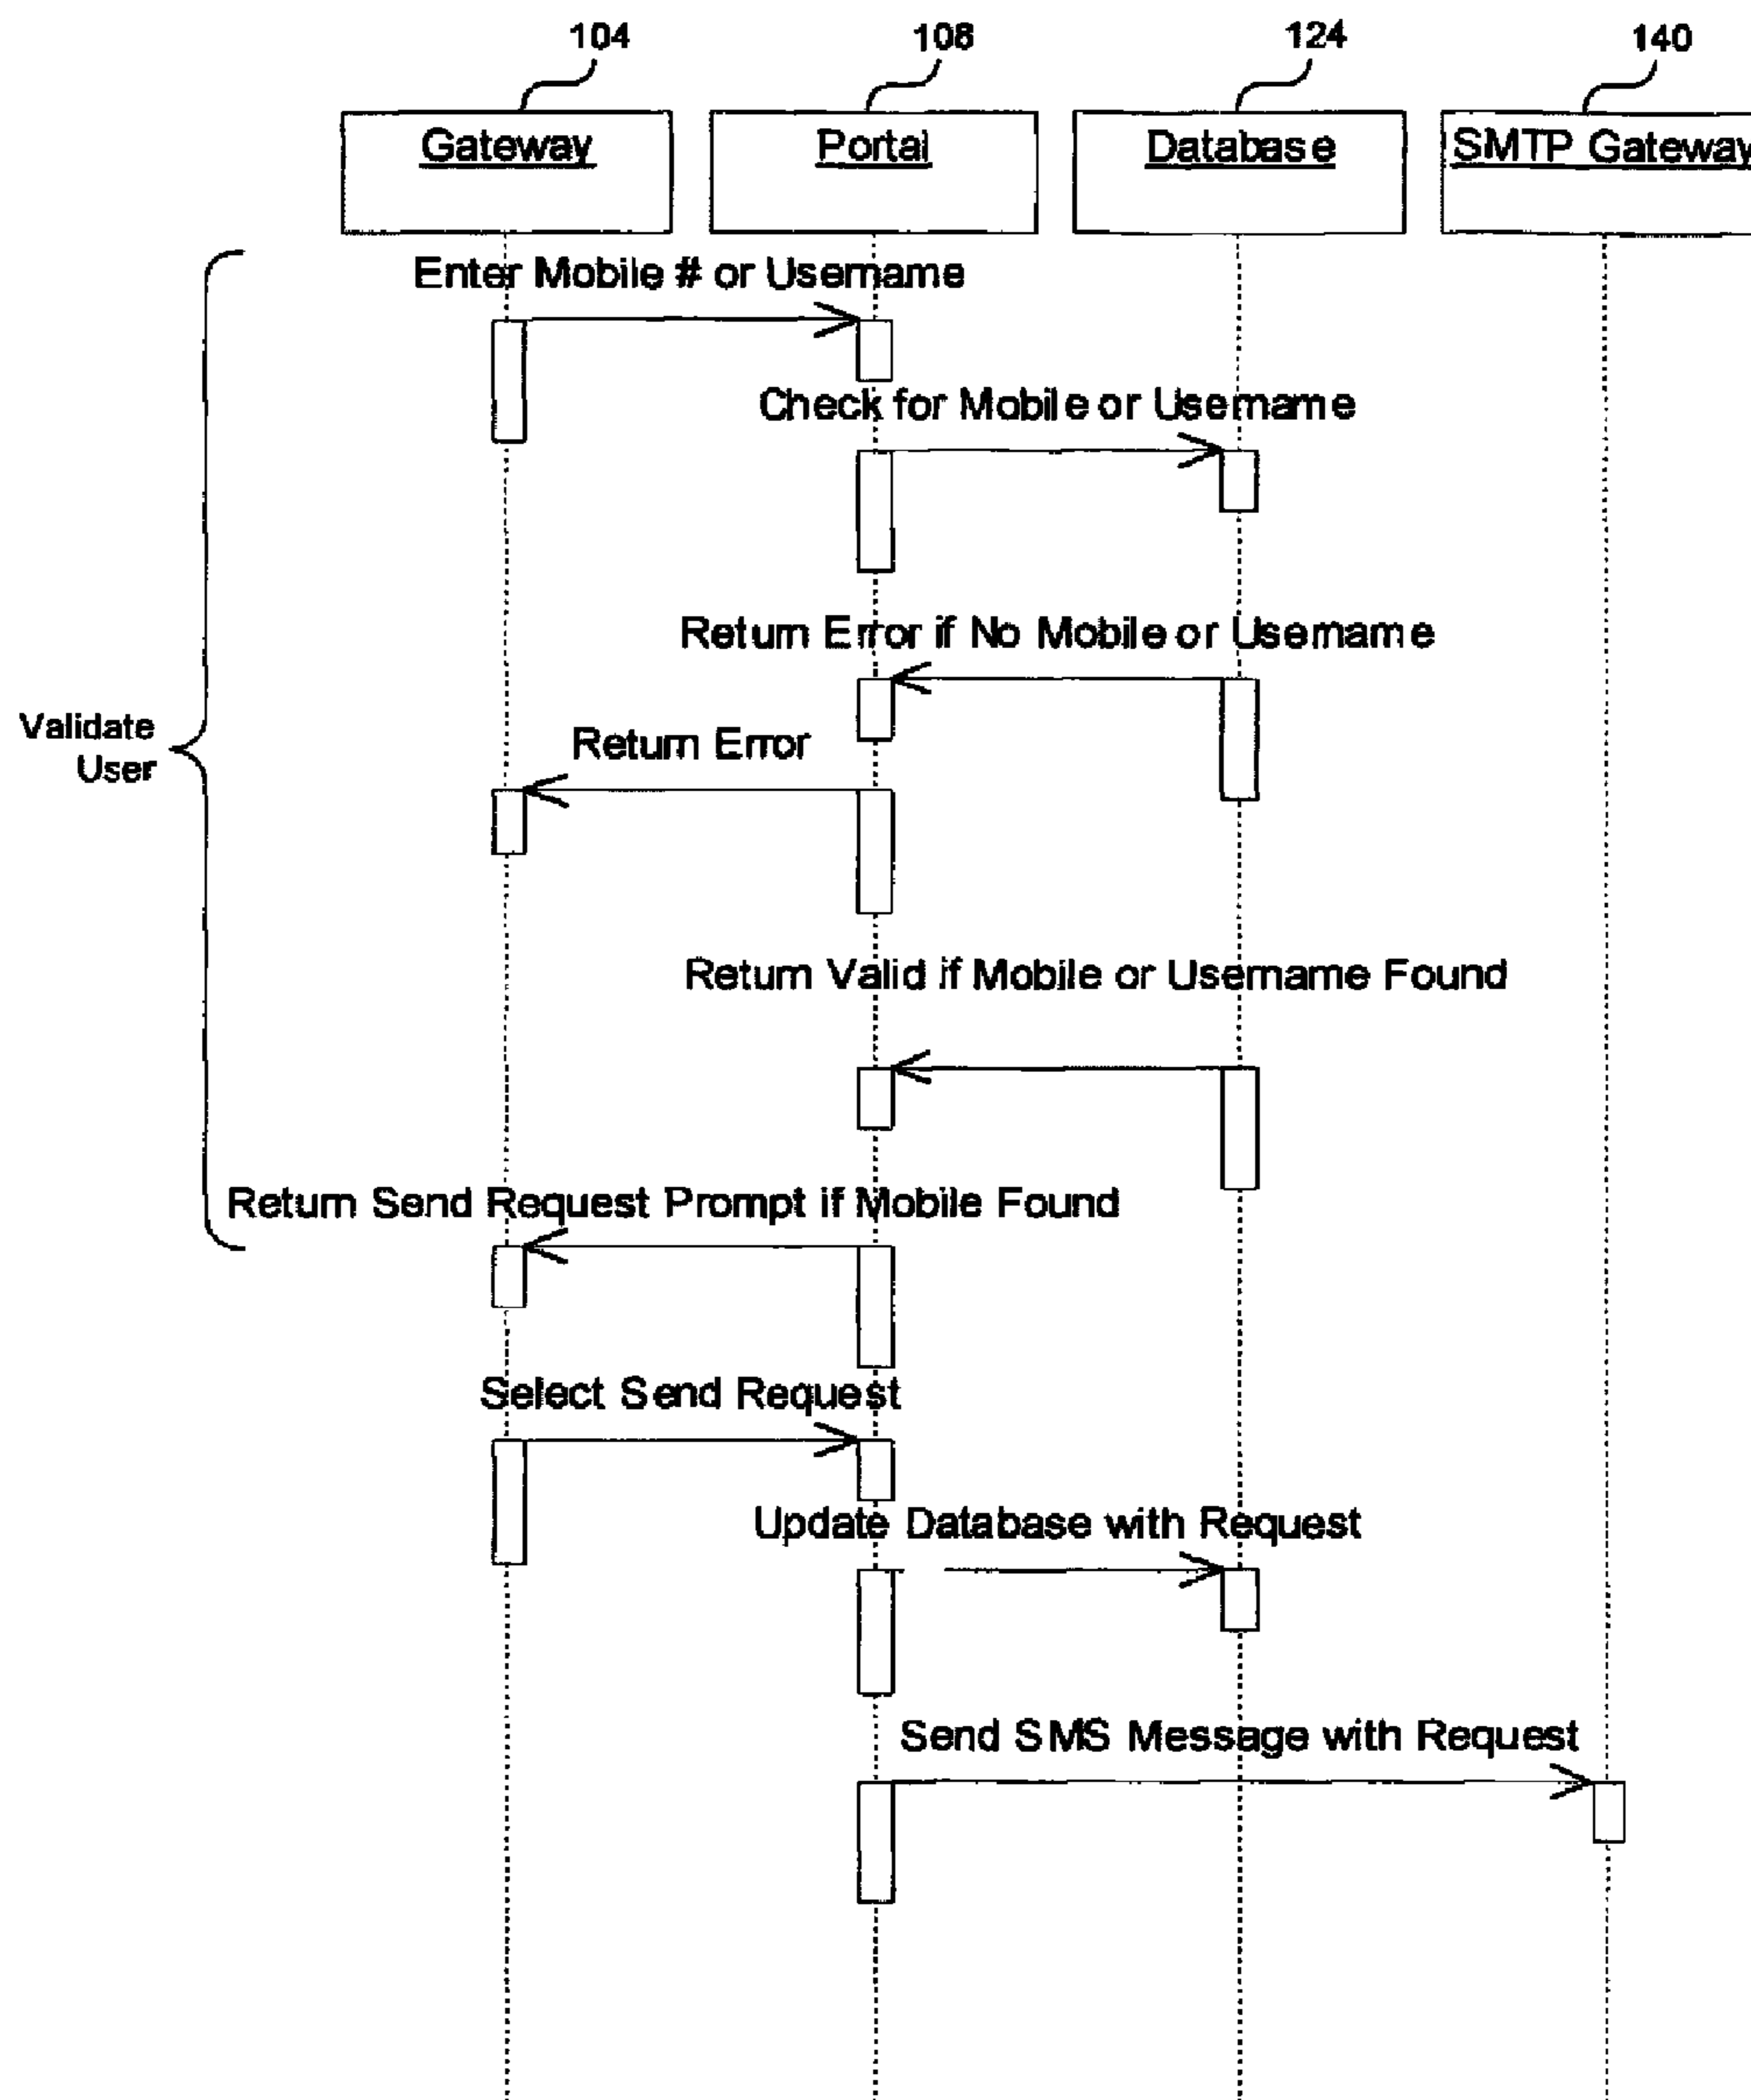 104 108 124 140
Gateway Portal Database SMTP Gateway
Enter Mobile # or Username
Check for Mobile or Username
Return Error if No Mobile or Username
Validate
User
Return Error
Return Valid if Mobile or Username Found
Return Send Request Prompt if Mobile Found
Select Send Request
Update Database with Request
Send SMS Message with Request